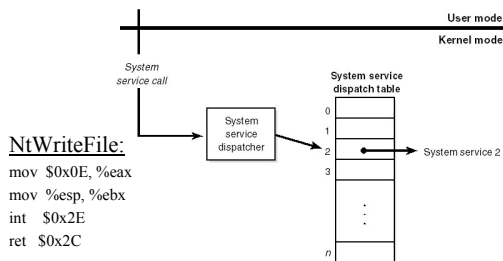 User mode
Kernel mode
System
service call
System service
dispatch table
0
System
service
dispatcher
1
2
System service 2
3
n
NtWriteFile:
mov $0x0E, %eax
mov %esp, %ebx
int $0x2E
ret $0x2C